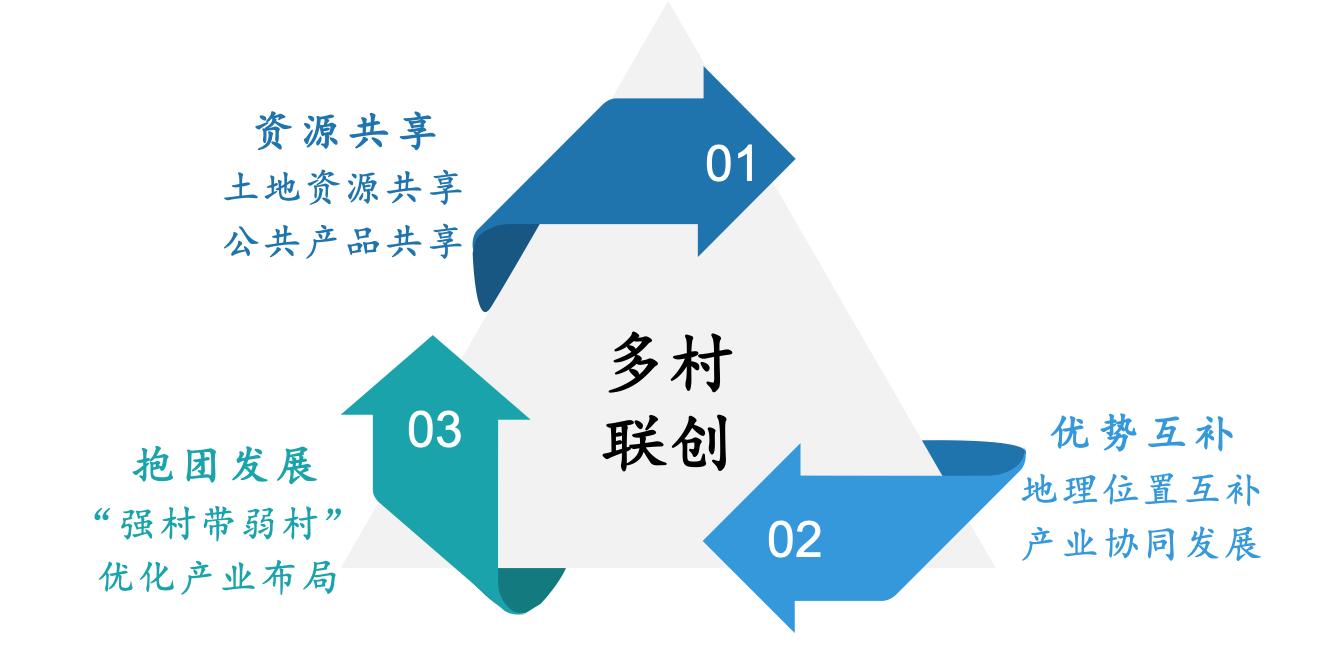 01
资源共享
土地资源共享
公共产品共享
多村
联创
02
优势互补
地理位置互补
产业协同发展
03
抱团发展
“强村带弱村”
优化产业布局